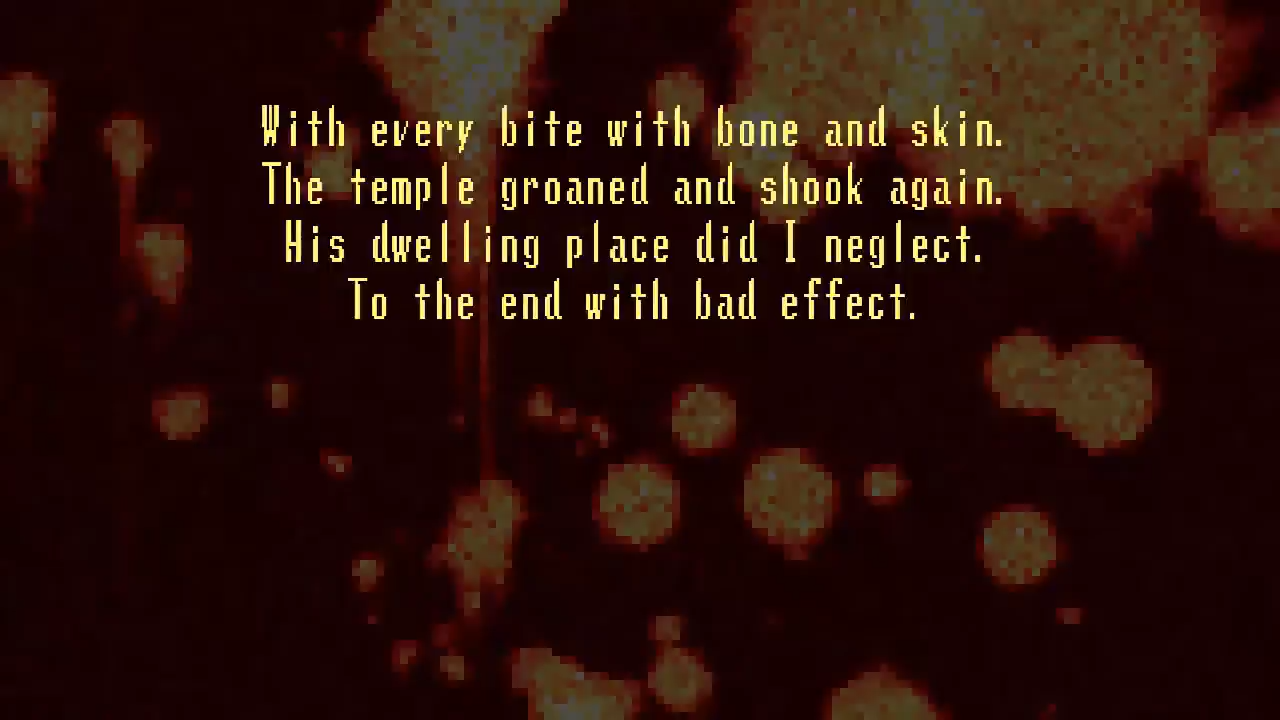 With every bite with bone and skin.
The temple groaned and shook again.
His dwelling place did I neglect.
To the end with bad effect.